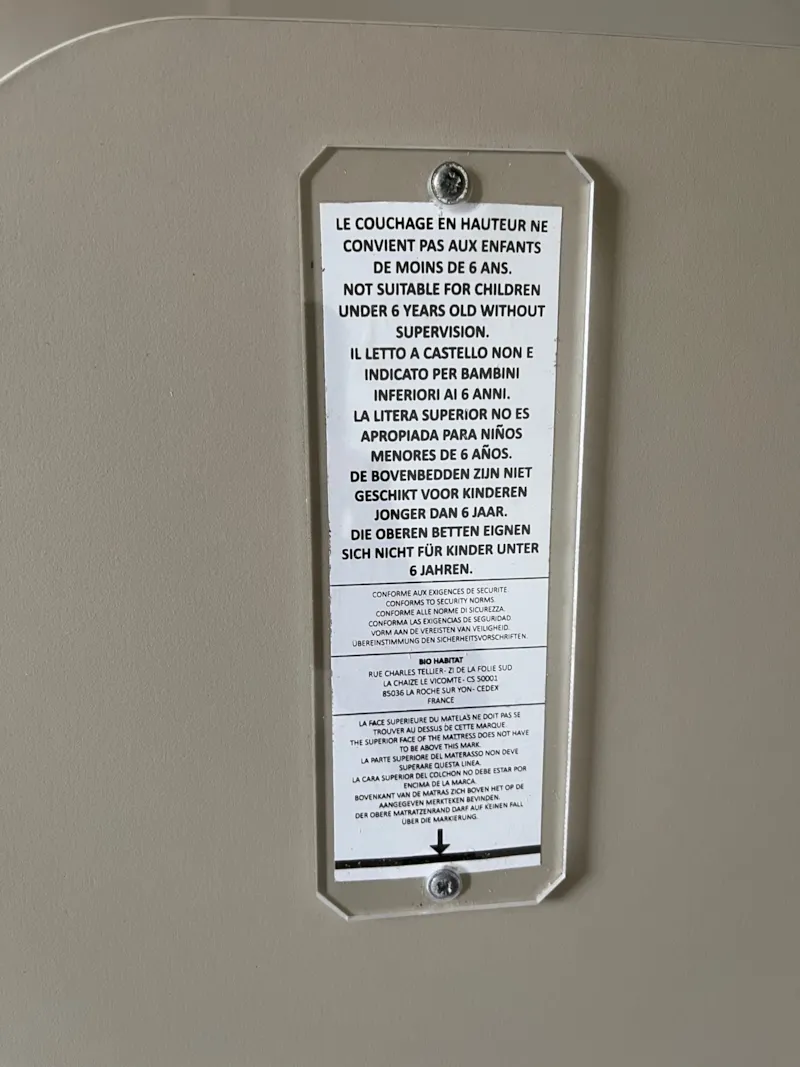 LE COUCHAGE EN HAUTEUR NE
CONVIENT PAS AUX ENFANTS
DE MOINS DE 6 ANS.
NOT SUITABLE FOR CHILDREN
UNDER 6 YEARS OLD WITHOUT
SUPERVISION.
IL LETTO A CASTELLO NON E
INDICATO PER BAMBINI
INFERIORI AI 6 ANNI.
LA LITERA SUPERIOR NO ES
APROPIADA PARA NIÑOS
MENORES DE 6 AÑOS.
DE BOVENBEDDEN ZIJN NIET
GESCHIKT VOOR KINDEREN
JONGER DAN 6 JAAR.
DIE OBEREN BETTEN EIGNEN
SICH NICHT FÜR KINDER UNTER
6 JAHREN.
CONFORME AUX EXIGENCES DE SECURITE
CONFORMS TO SECURITY NORMS.
CONFORME ALLE NORME DI SICUREZZA.
CONFORMA LAS EXIGENCIAS DE SEGURIDAD
VORM AAN DE VEREISTEN VAN VEILIGHEID.
ÜBEREINSTIMMUNG DEN SICHERHEITSVORSCHRIFTEN.
BIO HABITAT
RUE CHARLES TELLIER- ZI DE LA FOLIE SUD
LA CHAIZE LE VICOMTE- CS 50001
85036 LA ROCHE SUR YON- CEDEX
FRANCE
LA FACE SUPERIEURE DU MATELAS NE DOIT PAS SE
TROUVER AU DESSUS DE CETTE MARQUE.
THE SUPERIOR FACE OF THE MATTRESS DOES NOT HAVE
TO BE ABOVE THIS MARK.
LA PARTE SUPERIORE DEL MATERASSO NON DEVE
SUPERARE QUESTA LINEA.
LA CARA SUPERIOR DEL COLCHON NO DEBE ESTAR POR
ENCIMA DE LA MARCA.
BOVENKANT VAN DE MATRAS ZICH BOVEN HET OP DE
AANGEGEVEN MERKTEKEN BEVINDEN.
DER OBERE MATRATZENRAND DARF AUF KEINEN FALL
ÜBER DIE MARKIERUNG.